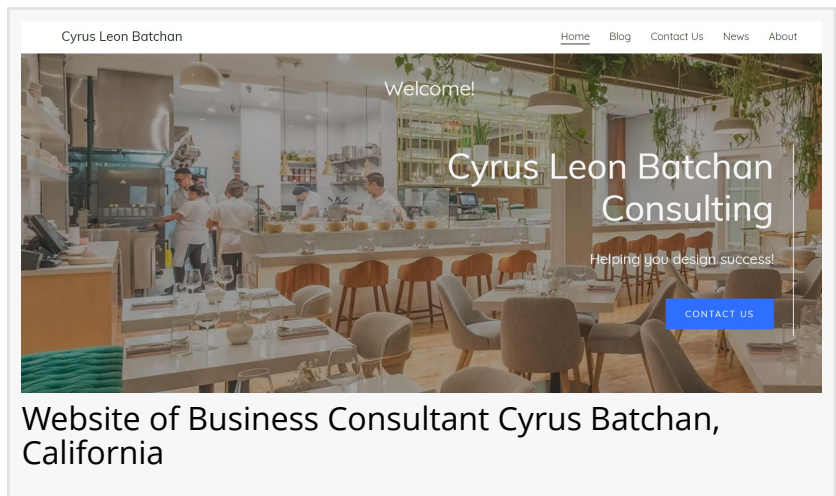 Cyrus Leon Batchan
Home Blog Contact Us News About
Welcome!
Cyrus Leon Batchan
Consulting
Helping you design success!
CONTACT US
Website of Business Consultant Cyrus Batchan,
California